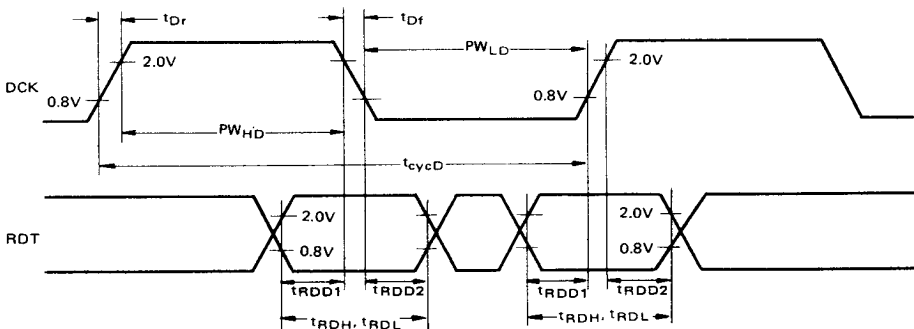 tDr tDf
PWLD
2.0V 2.0V
DCK
0.8V 0.8V
PWHD
tcycD
2.0V 2.0V
RDT
0.8V 0.8V
tRDD1 tRDD2 tRDD1 tRDD2
tRDH, tRDL tRDH, tRDL